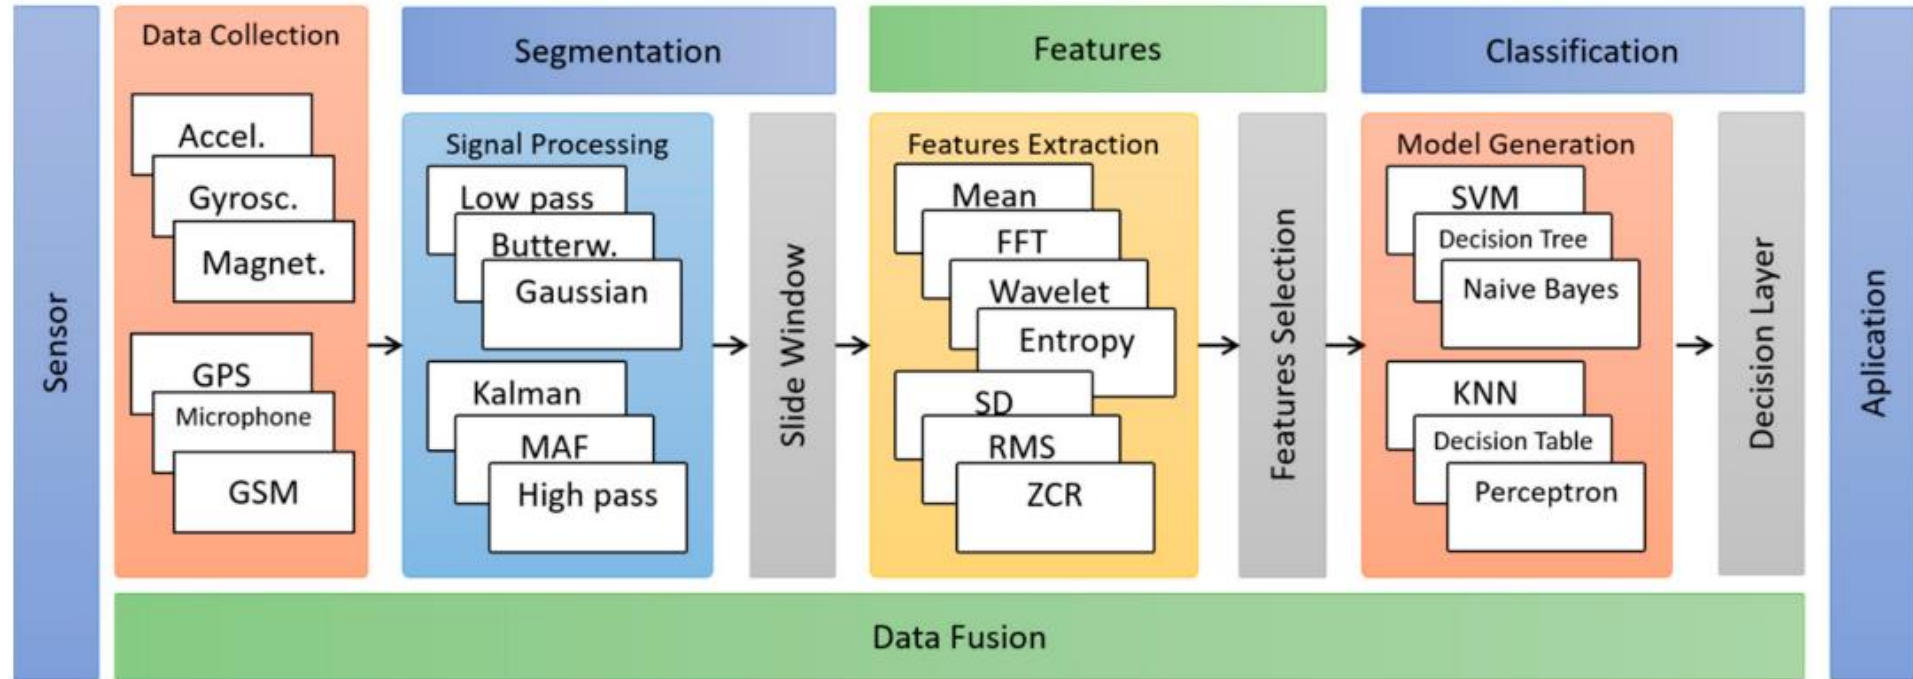 Sensor
Data Collection
Accel.
Gyrosc.
Magnet.
GPS
Microphone
GSM
Segmentation
Signal Processing
Low pass
Butterw.
Gaussian
Kalman
MAF
High pass
Slide Window
Features
Features Extraction
Mean
FFT
Wavelet
Entropy
SD
RMS
ZCR
Features Selection
Classification
Model Generation
SVM
Decision Tree
Naive Bayes
KNN
Decision Table
Perceptron
Decision Layer
Aplication
Data Fusion